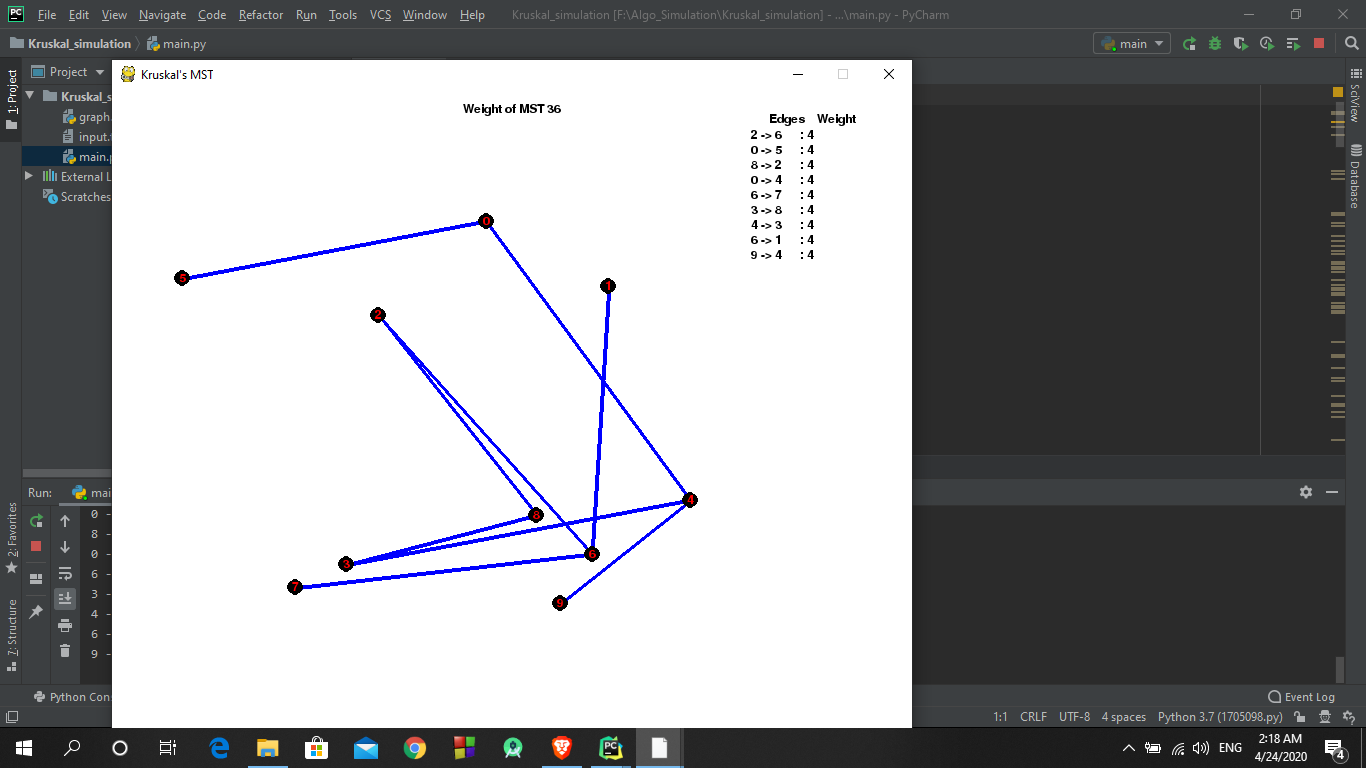 File Edit View Navigate Code Refactor Run Tools VCS Window Help Kruskal_simulation [F:\Algo_Simulation\Kruskal_simulation] - ...\main.py - PyCharm
Kruskal_simulation main.py main
1: Project
Project
Kruskal_s
graph.
input.
main.p
External L
Scratches
SciView
Database
Kruskal's MST
Weight of MST 36
Edges Weight
2 -> 6 : 4
0 -> 5 : 4
8 -> 2 : 4
0 -> 4 : 4
6 -> 7 : 4
3 -> 8 : 4
4 -> 3 : 4
6 -> 1 : 4
9 -> 4 : 4
0
5
1
2
4
8
6
3
7
9
Run: mai
0 -
8 -
0 -
6 -
3 -
4 -
6 -
9 -
2: Favorites
7: Structure
Python Con
Event Log
1:1 CRLF UTF-8 4 spaces Python 3.7 (1705098.py)
ENG
2:18 AM
4/24/2020
4